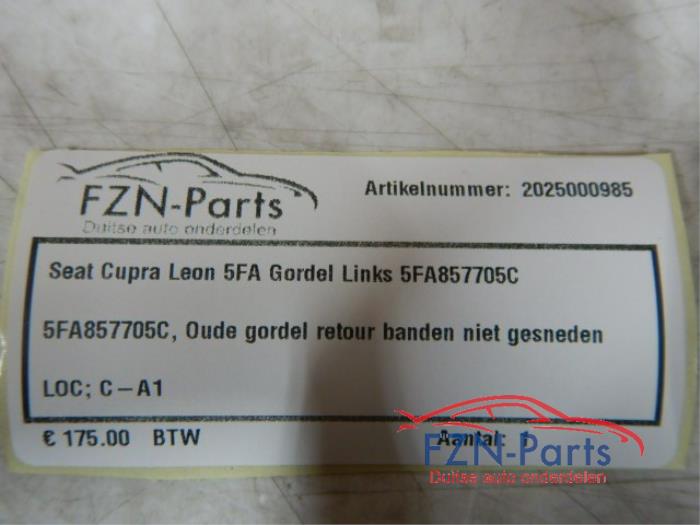 FZN-Parts
Duitse auto onderdelen
Artikelnummer: 2025000985
Seat Cupra Leon 5FA Gordel Links 5FA857705C
5FA857705C, Oude gordel retour banden niet gesneden
LOC; C-A1
€ 175.00 BTW
Aantal: 1
FZN-Parts
Duitse auto onderdelen